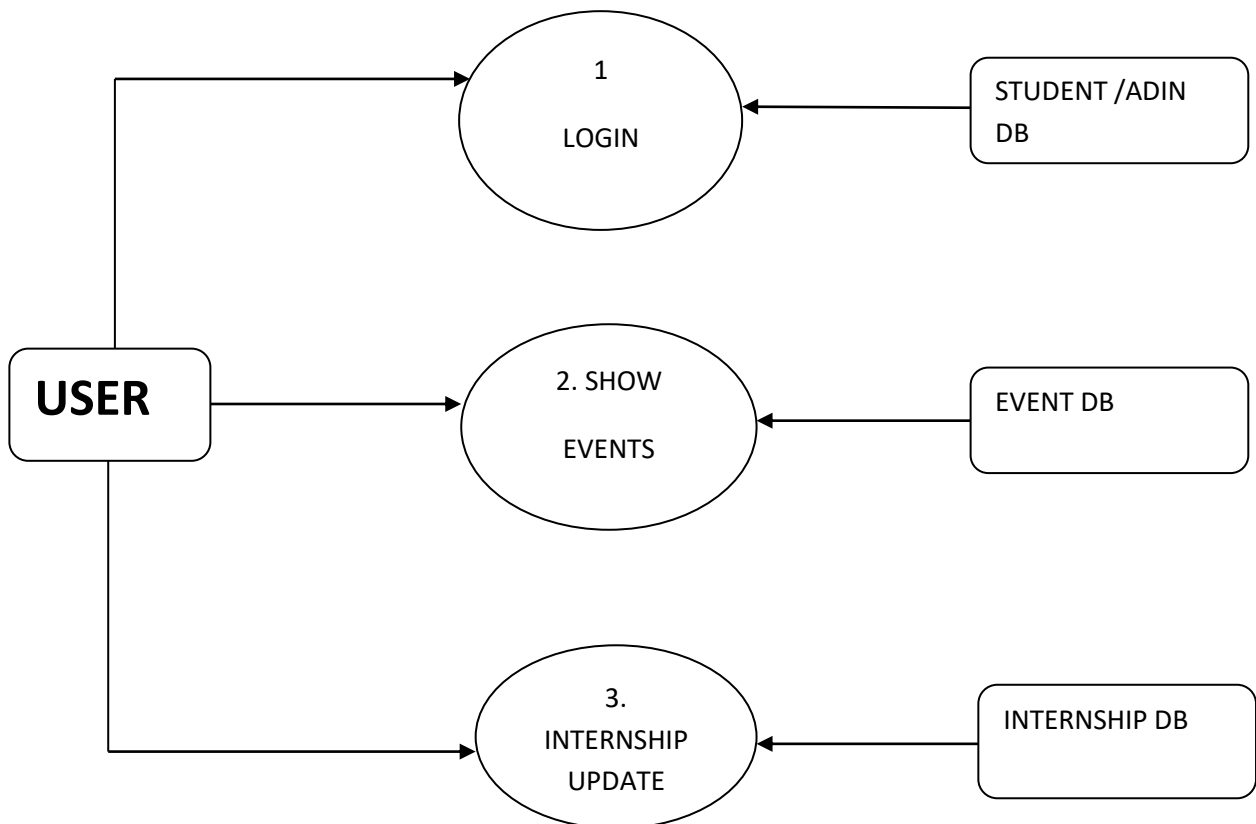 1
LOGIN
STUDENT /ADIN
DB
USER
2. SHOW
EVENTS
EVENT DB
3.
INTERNSHIP
UPDATE
INTERNSHIP DB